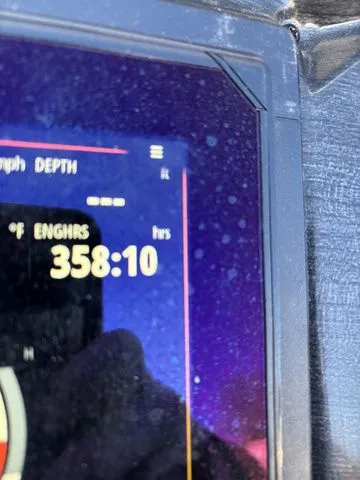 mph DEPTH
ft
---
°F ENGHRS hrs
358:10
H